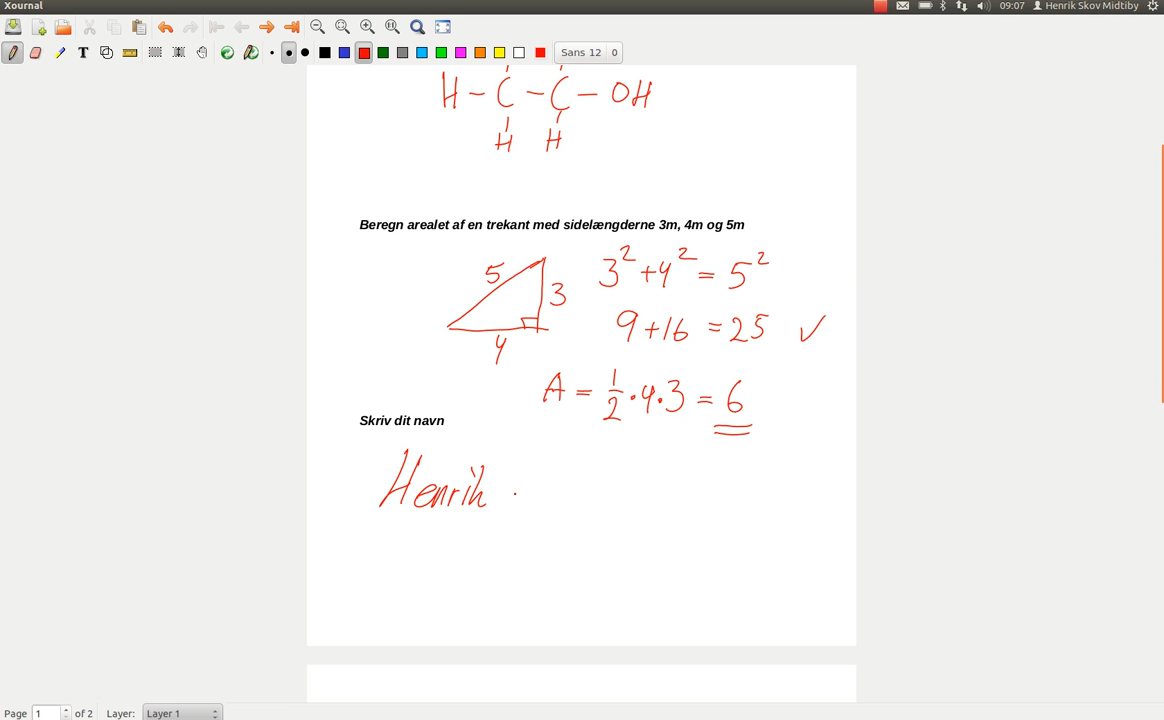 Xournal
09:07 Henrik Skov Midtiby
T
Sans 12 0
H - C - C - OH
H H
Beregn arealet af en trekant med sidelængderne 3m, 4m og 5m
5 3 4
3² + 4² = 5²
9 + 16 = 25 ✓
A = 1/2 · 4 · 3 = 6
Skriv dit navn
Henrik
Page 1 of 2 Layer: Layer 1